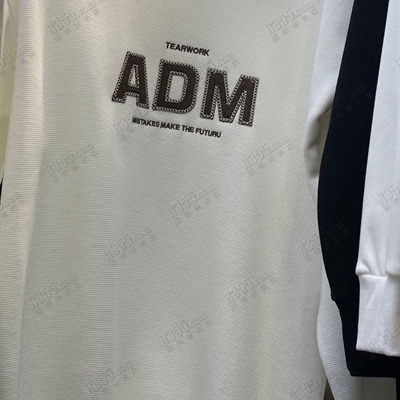 TEARWORK
ADM
MISTAKES MAKE THE FUTURU